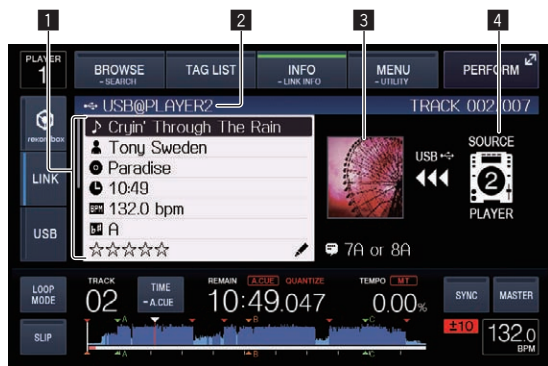 1 2 3 4
PLAYER 1
BROWSE
- SEARCH
TAG LIST
INFO
- LINK INFO
MENU
- UTILITY
PERFORM
rekordbox
LINK
USB
USB@PLAYER2
TRACK 002/007
Cryin' Through The Rain
Tony Sweden
Paradise
10:49
BPM 132.0 bpm
A
☆☆☆☆☆
USB
SOURCE
2
PLAYER
7A or 8A
LOOP MODE
SLIP
TRACK
02
TIME
- A.CUE
REMAIN A.CUE QUANTIZE
10:49.047
TEMPO MT
0.00%
SYNC
MASTER
±10
132.0
BPM
A B C
A B C